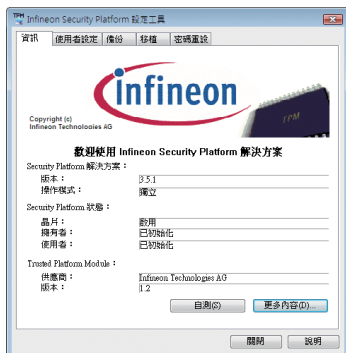 Infineon Security Platform 設定工具
資訊 使用者設定 備份 移植 密碼重設
infineon
TPM
Copyright (c)
Infineon Technologies AG
歡迎使用 Infineon Security Platform 解決方案
Security Platform 解決方案：
版本： 3.5.1
操作模式： 獨立
Security Platform 狀態：
晶片： 啟用
擁有者： 已初始化
使用者： 已初始化
Trusted Platform Module：
供應商： Infineon Technologies AG
版本： 1.2
自測(S) 更多內容(D)...
關閉 說明